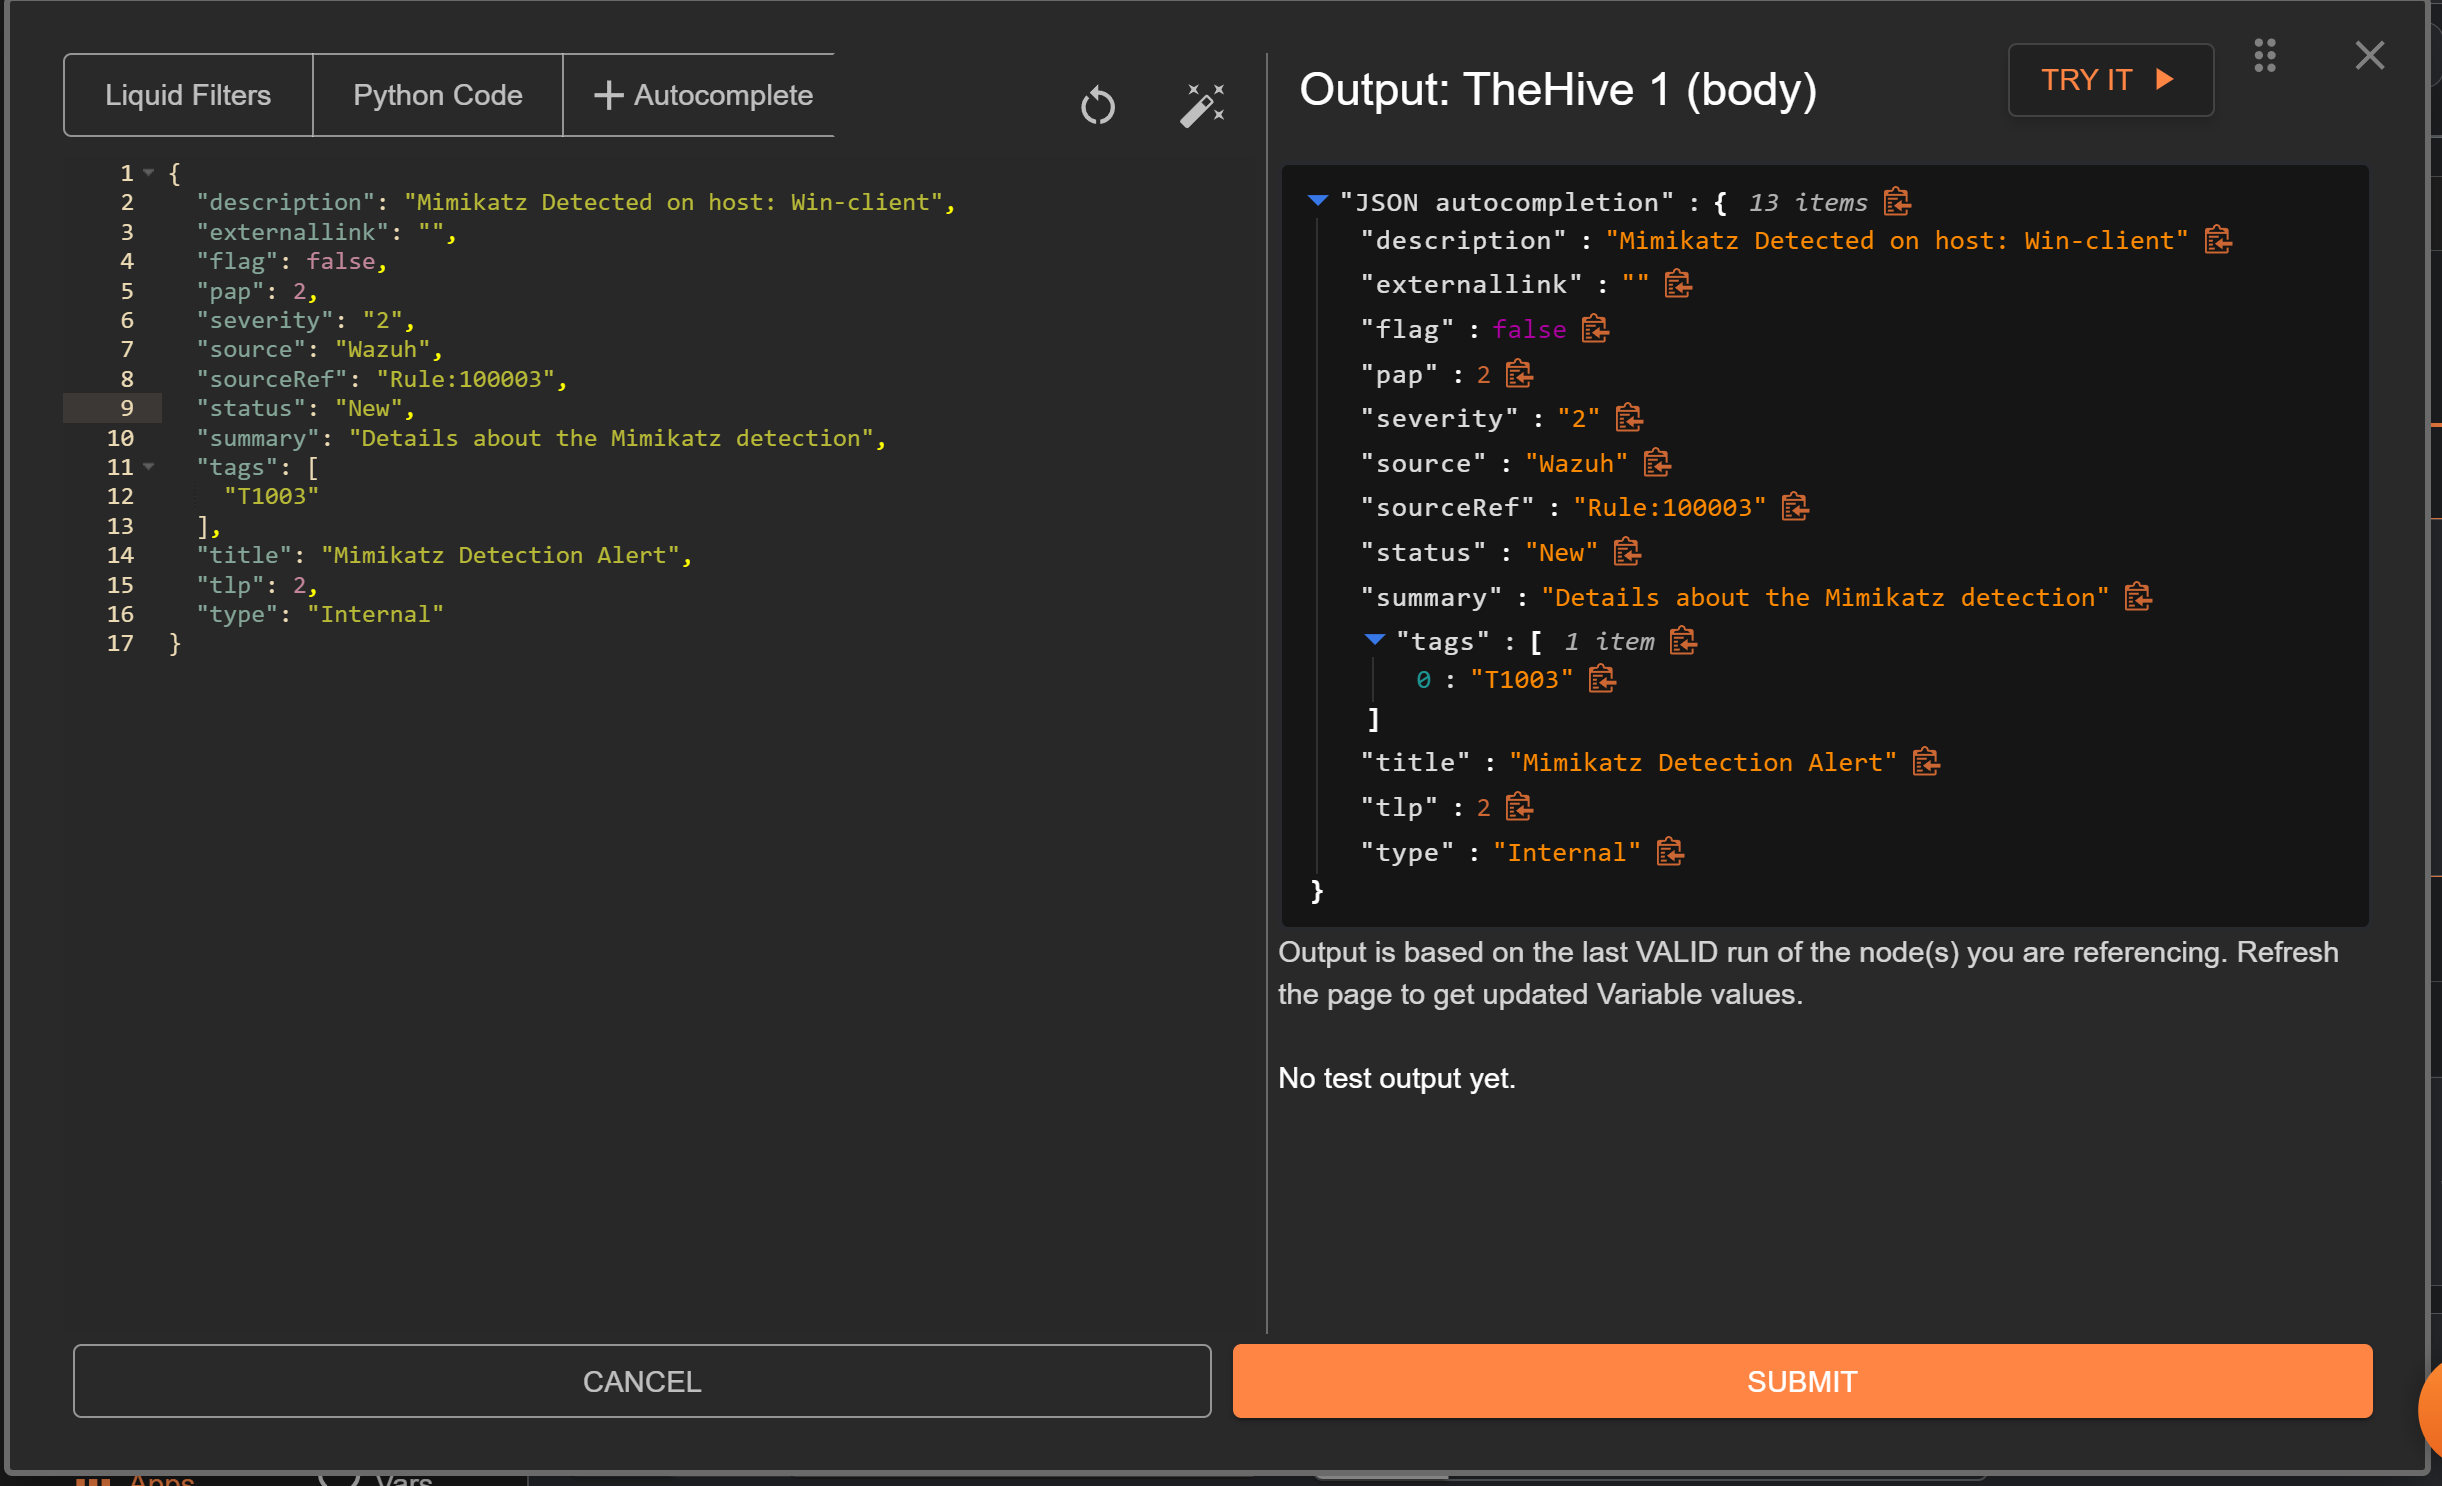 Liquid Filters
Python Code
Autocomplete
1 {
2 "description": "Mimikatz Detected on host: Win-client",
3 "externallink": "",
4 "flag": false,
5 "pap": 2,
6 "severity": "2",
7 "source": "Wazuh",
8 "sourceRef": "Rule:100003",
9 "status": "New",
10 "summary": "Details about the Mimikatz detection",
11 "tags": [
12 "T1003"
13 ],
14 "title": "Mimikatz Detection Alert",
15 "tlp": 2,
16 "type": "Internal"
17 }
Output: TheHive 1 (body)
TRY IT
"JSON autocompletion" : { 13 items
"description" : "Mimikatz Detected on host: Win-client"
"externallink" : ""
"flag" : false
"pap" : 2
"severity" : "2"
"source" : "Wazuh"
"sourceRef" : "Rule:100003"
"status" : "New"
"summary" : "Details about the Mimikatz detection"
"tags" : [ 1 item
0 : "T1003"
]
"title" : "Mimikatz Detection Alert"
"tlp" : 2
"type" : "Internal"
}
Output is based on the last VALID run of the node(s) you are referencing. Refresh
the page to get updated Variable values.
No test output yet.
CANCEL
SUBMIT
Apps
Vars